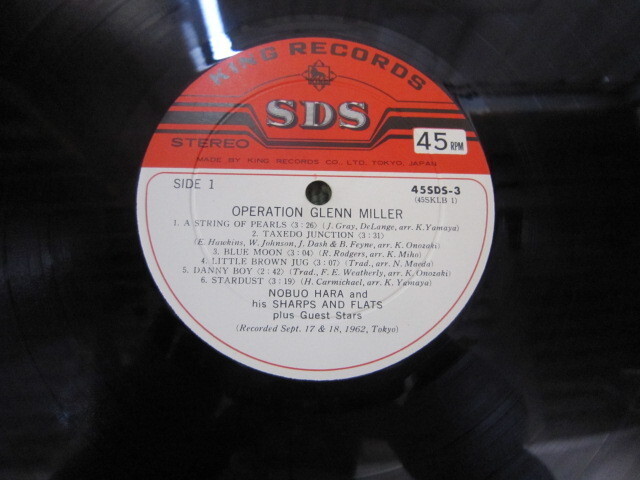 KING RECORDS
SDS
STEREO
45 RPM
MADE BY KING RECORDS CO., LTD. TOKYO, JAPAN
SIDE 1
45SDS-3
(45SKLB 1)
OPERATION GLENN MILLER
1. A STRING OF PEARLS (3:26) (J. Gray, DeLange, arr. K. Yamaya)
2. TAXEDO JUNCTION (3:31)
(E. Hawkins, W. Johnson, J. Dash & B. Feyne, arr. K. Onozaki)
3. BLUE MOON (3:04) (R. Rodgers, arr. K. Miho)
4. LITTLE BROWN JUG (3:07) (Trad., arr. N. Maeda)
5. DANNY BOY (2:42) (Trad., F. E. Weatherly, arr. K. Onozaki)
6. STARDUST (3:19) (H. Carmichael, arr. K. Yamaya)
NOBUO HARA and
his SHARPS AND FLATS
plus Guest Stars
(Recorded Sept. 17 & 18, 1962, Tokyo)